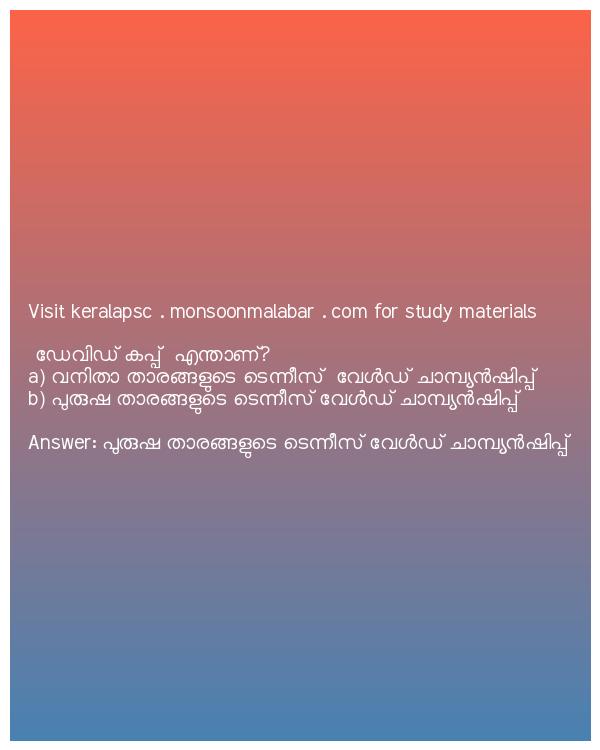 Visit keralapsc . monsoonmalabar . com for study materials
ഡേവിഡ് കപ്പ് എന്താണ്?
a) വനിതാ താരങ്ങളുടെ ടെന്നീസ് വേൾഡ് ചാമ്പ്യൻഷിപ്പ്
b) പുരുഷ താരങ്ങളുടെ ടെന്നീസ് വേൾഡ് ചാമ്പ്യൻഷിപ്പ്
Answer: പുരുഷ താരങ്ങളുടെ ടെന്നീസ് വേൾഡ് ചാമ്പ്യൻഷിപ്പ്